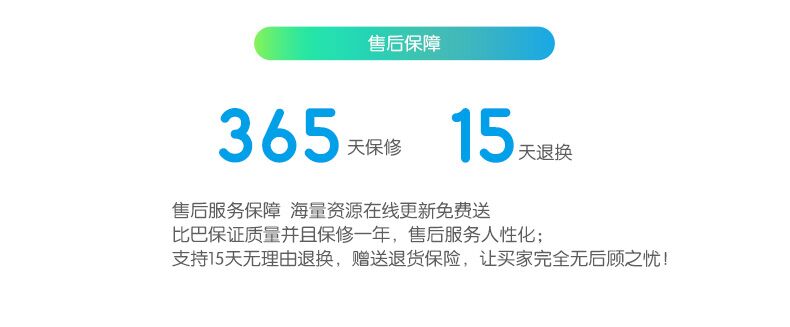 售后保障
365天保修 15天退换
售后服务保障 海量资源在线更新免费送
比巴保证质量并且保修一年，售后服务人性化；
支持15天无理由退换，赠送退货保险，让买家完全无后顾之忧！